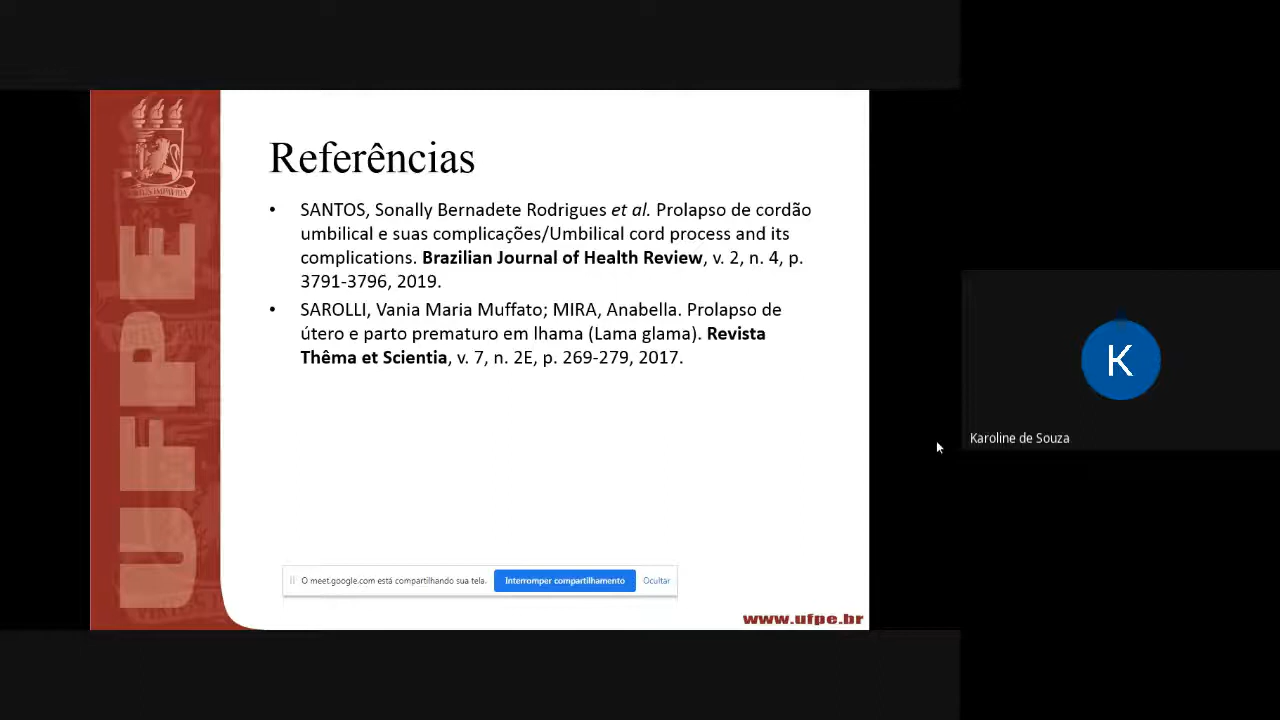 Referências
• SANTOS, Sonally Bernadete Rodrigues et al. Prolapso de cordão
umbilical e suas complicações/Umbilical cord process and its
complications. Brazilian Journal of Health Review, v. 2, n. 4, p.
3791-3796, 2019.
• SAROLLI, Vania Maria Muffato; MIRA, Anabella. Prolapso de
útero e parto prematuro em lhama (Lama glama). Revista
Thêma et Scientia, v. 7, n. 2E, p. 269-279, 2017.
UFPE
K
Karoline de Souza
O meet.google.com está compartilhando sua tela. Interromper compartilhamento Ocultar
www.ufpe.br